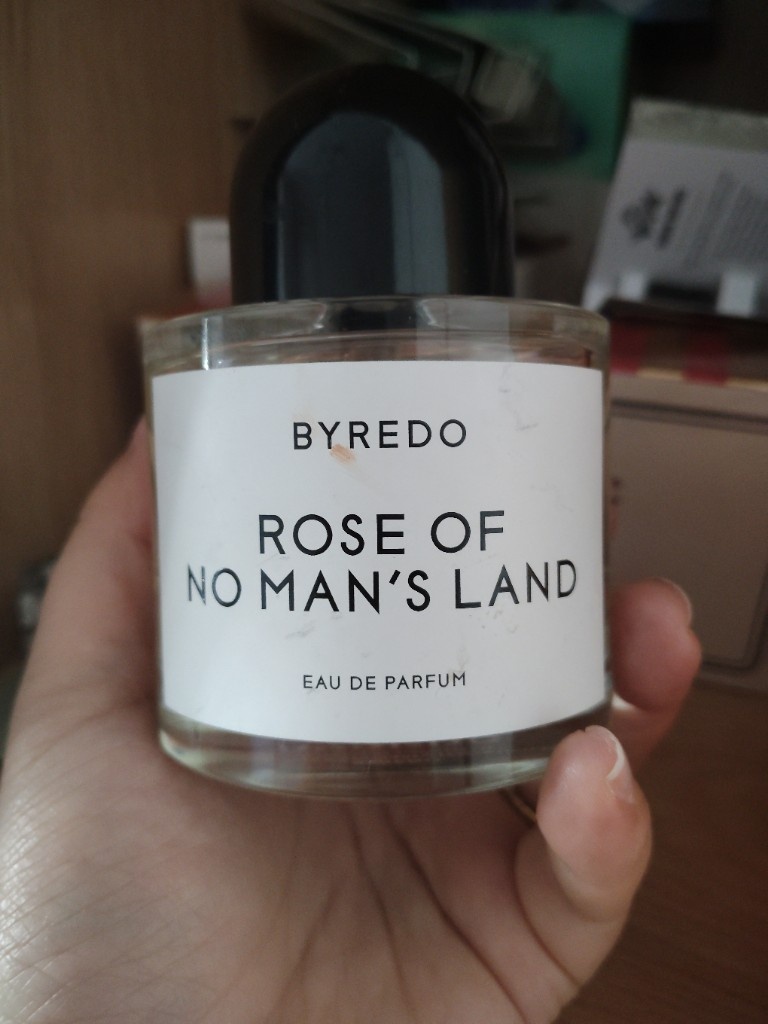 BYREDO
ROSE OF
NO MAN'S LAND
EAU DE PARFUM